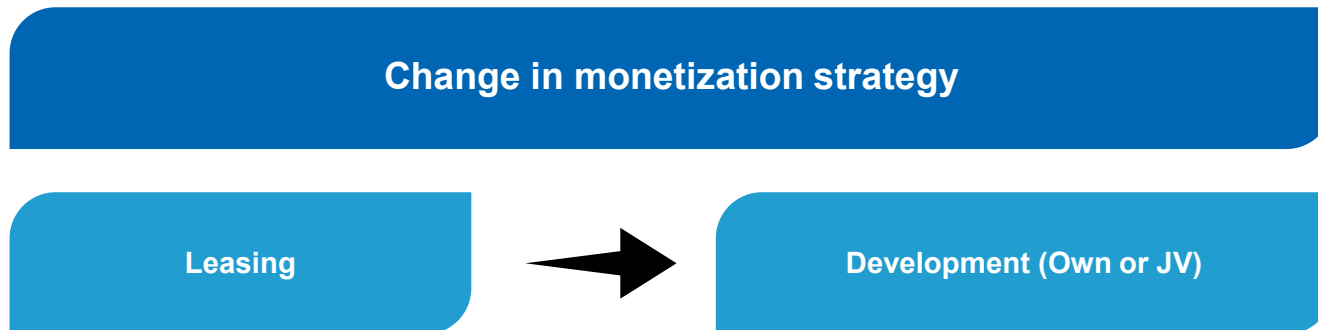 Change in monetization strategy
Leasing
Development (Own or JV)